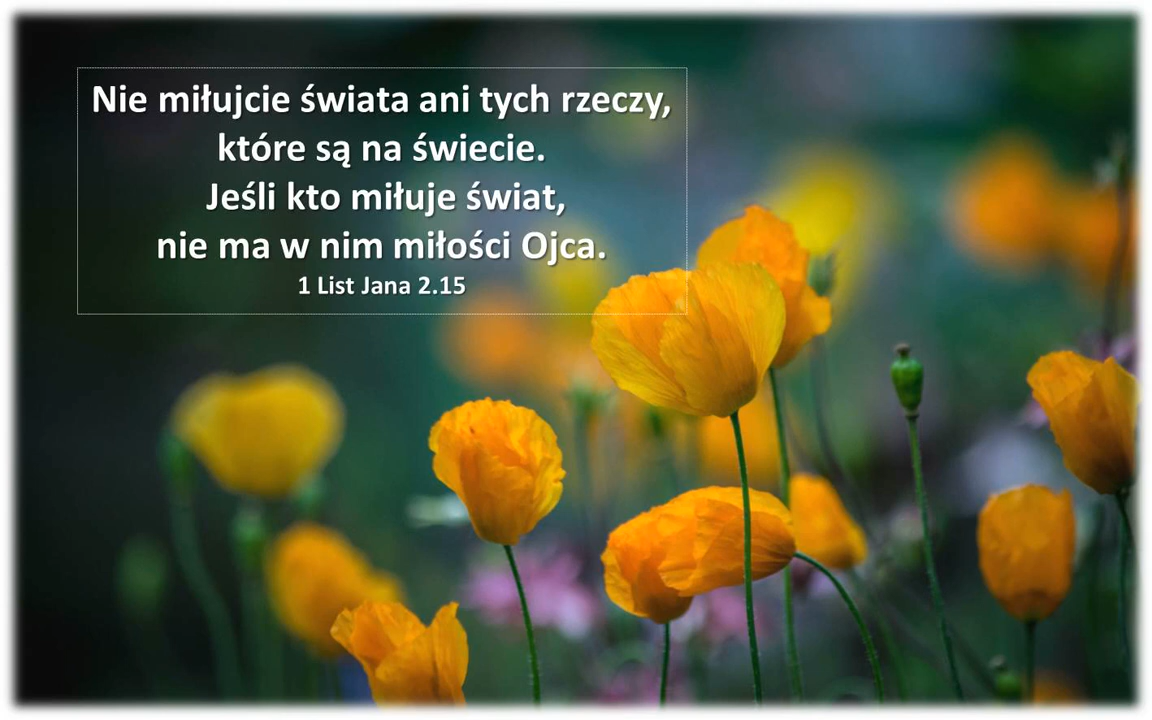 Nie miłujcie świata ani tych rzeczy,
które są na świecie.
Jeśli kto miłuje świat,
nie ma w nim miłości Ojca.
1 List Jana 2.15